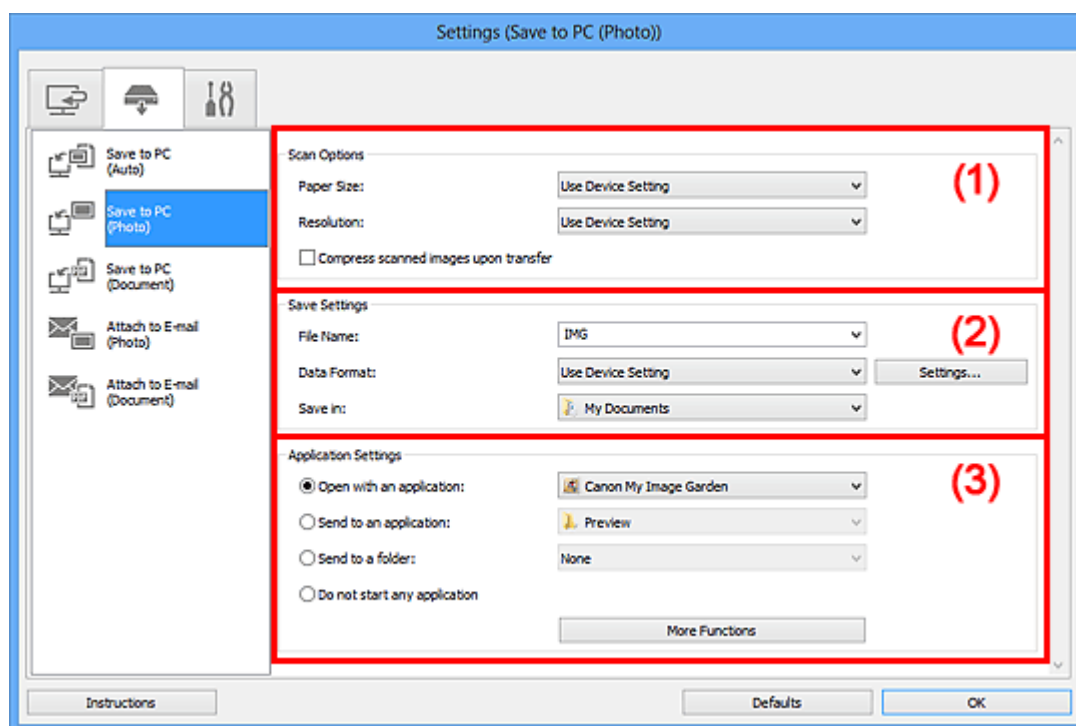 Settings (Save to PC (Photo))
Save to PC
(Auto)
Save to PC
(Photo)
Save to PC
(Document)
Attach to E-mail
(Photo)
Attach to E-mail
(Document)
Scan Options
(1)
Paper Size: Use Device Setting
Resolution: Use Device Setting
Compress scanned images upon transfer
Save Settings
(2)
File Name: IMG
Data Format: Use Device Setting Settings...
Save in: My Documents
Application Settings
(3)
Open with an application: Canon My Image Garden
Send to an application: Preview
Send to a folder: None
Do not start any application
More Functions
Instructions Defaults OK